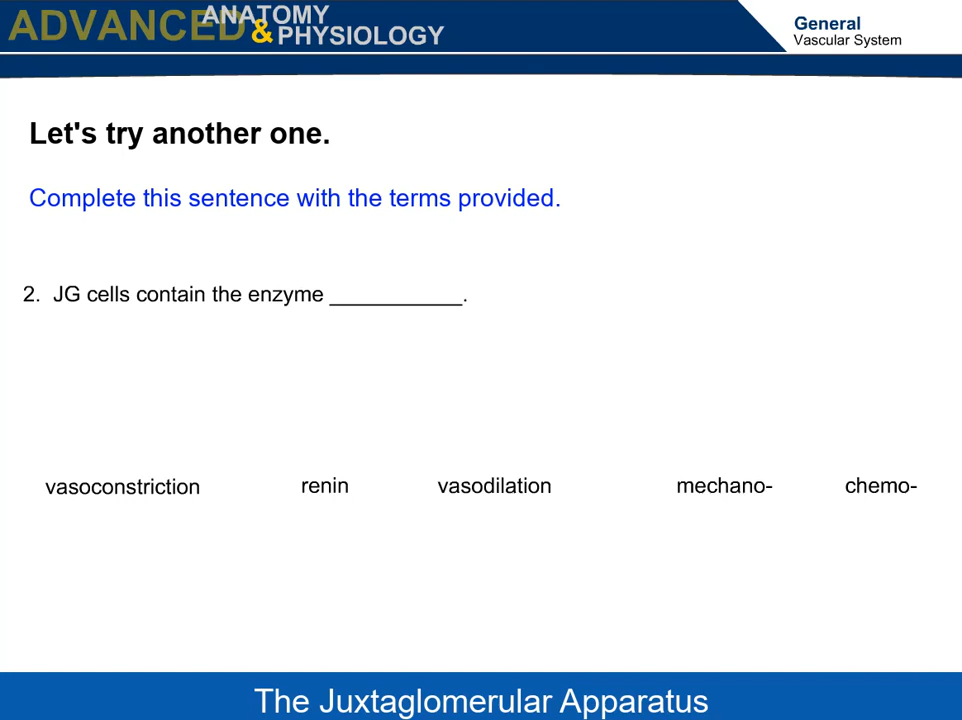 ADVANCED ANATOMY
& PHYSIOLOGY
General
Vascular System
Let's try another one.
Complete this sentence with the terms provided.
2. JG cells contain the enzyme ___________.
vasoconstriction renin vasodilation mechano- chemo-
The Juxtaglomerular Apparatus